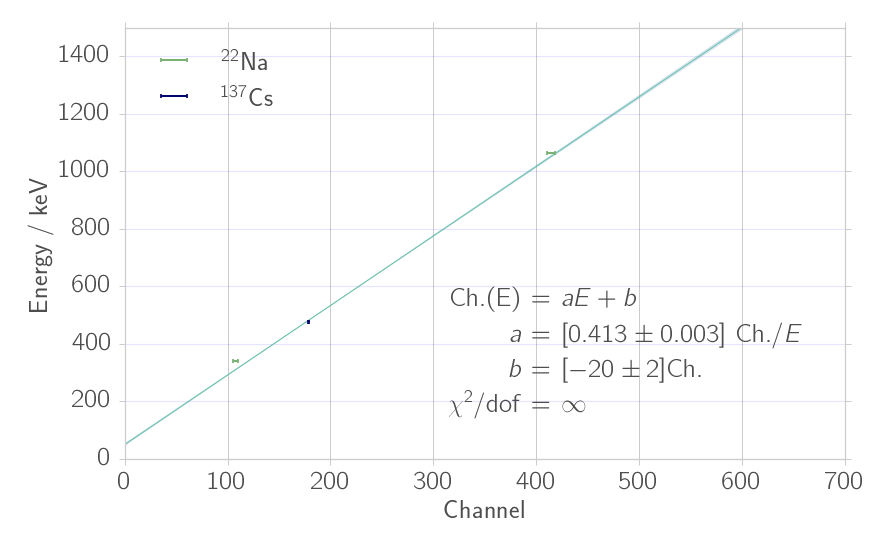 1400
1200
1000
800
600
400
200
0
Energy / keV
²²Na
¹³⁷Cs
Ch.(E) = aE + b
a = [0.413 ± 0.003] Ch./E
b = [−20 ± 2]Ch.
χ²/dof = ∞
0 100 200 300 400 500 600 700
Channel